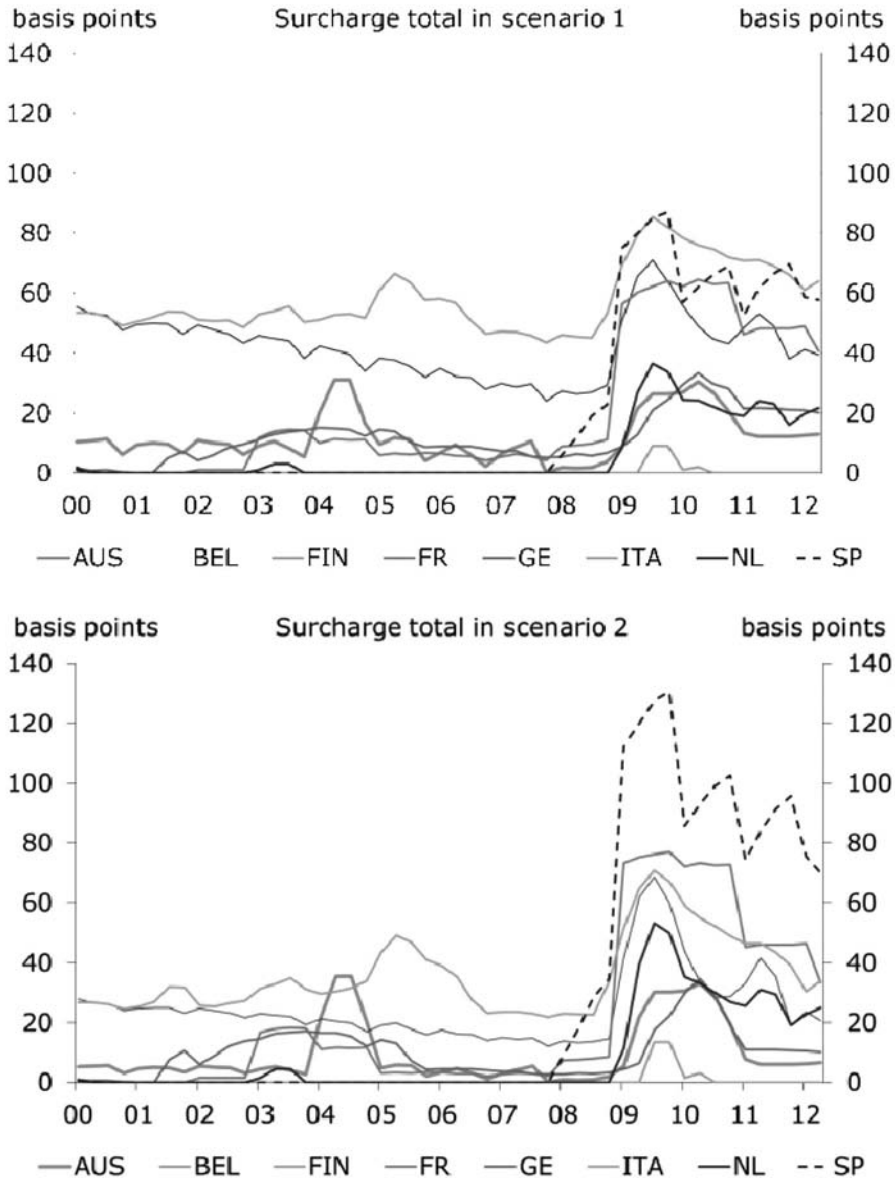 basis points Surcharge total in scenario 1 basis points
140 140
120 120
100 100
80 80
60 60
40 40
20 20
0 0
00 01 02 03 04 05 06 07 08 09 10 11 12
AUS BEL FIN FR GE ITA NL SP
basis points Surcharge total in scenario 2 basis points
140 140
120 120
100 100
80 80
60 60
40 40
20 20
0 0
00 01 02 03 04 05 06 07 08 09 10 11 12
AUS BEL FIN FR GE ITA NL SP